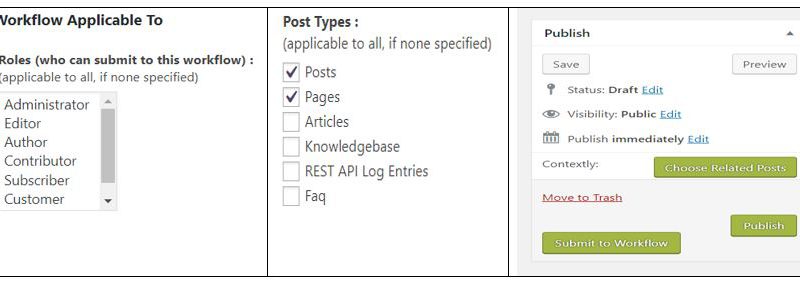 Workflow Applicable To
Roles (who can submit to this workflow) :
(applicable to all, if none specified)
Administrator
Editor
Author
Contributor
Subscriber
Customer
Post Types :
(applicable to all, if none specified)
Posts
Pages
Articles
Knowledgebase
REST API Log Entries
Faq
Publish
Save Preview
Status: Draft Edit
Visibility: Public Edit
Publish immediately Edit
Contextly: Choose Related Posts
Move to Trash
Publish
Submit to Workflow